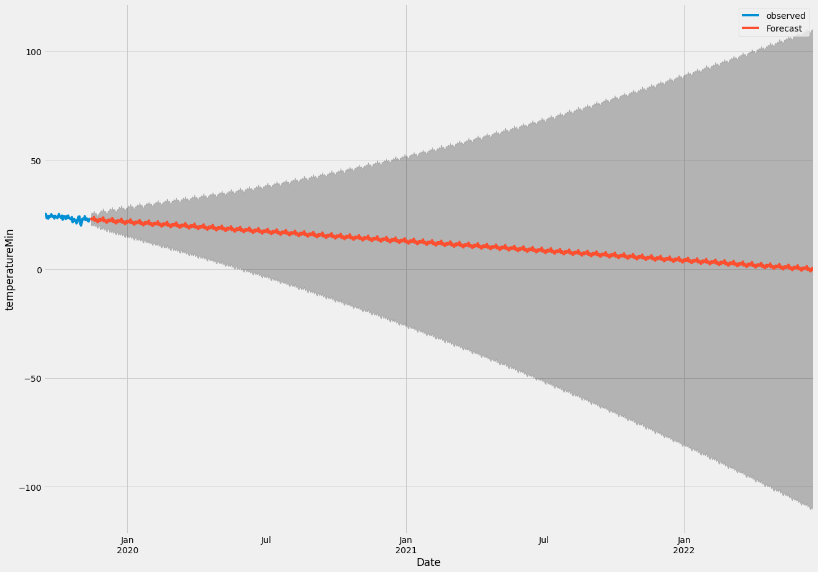 observed
Forecast
100
50
0
−50
−100
temperatureMin
Jan
2020
Jul
Jan
2021
Jul
Jan
2022
Date